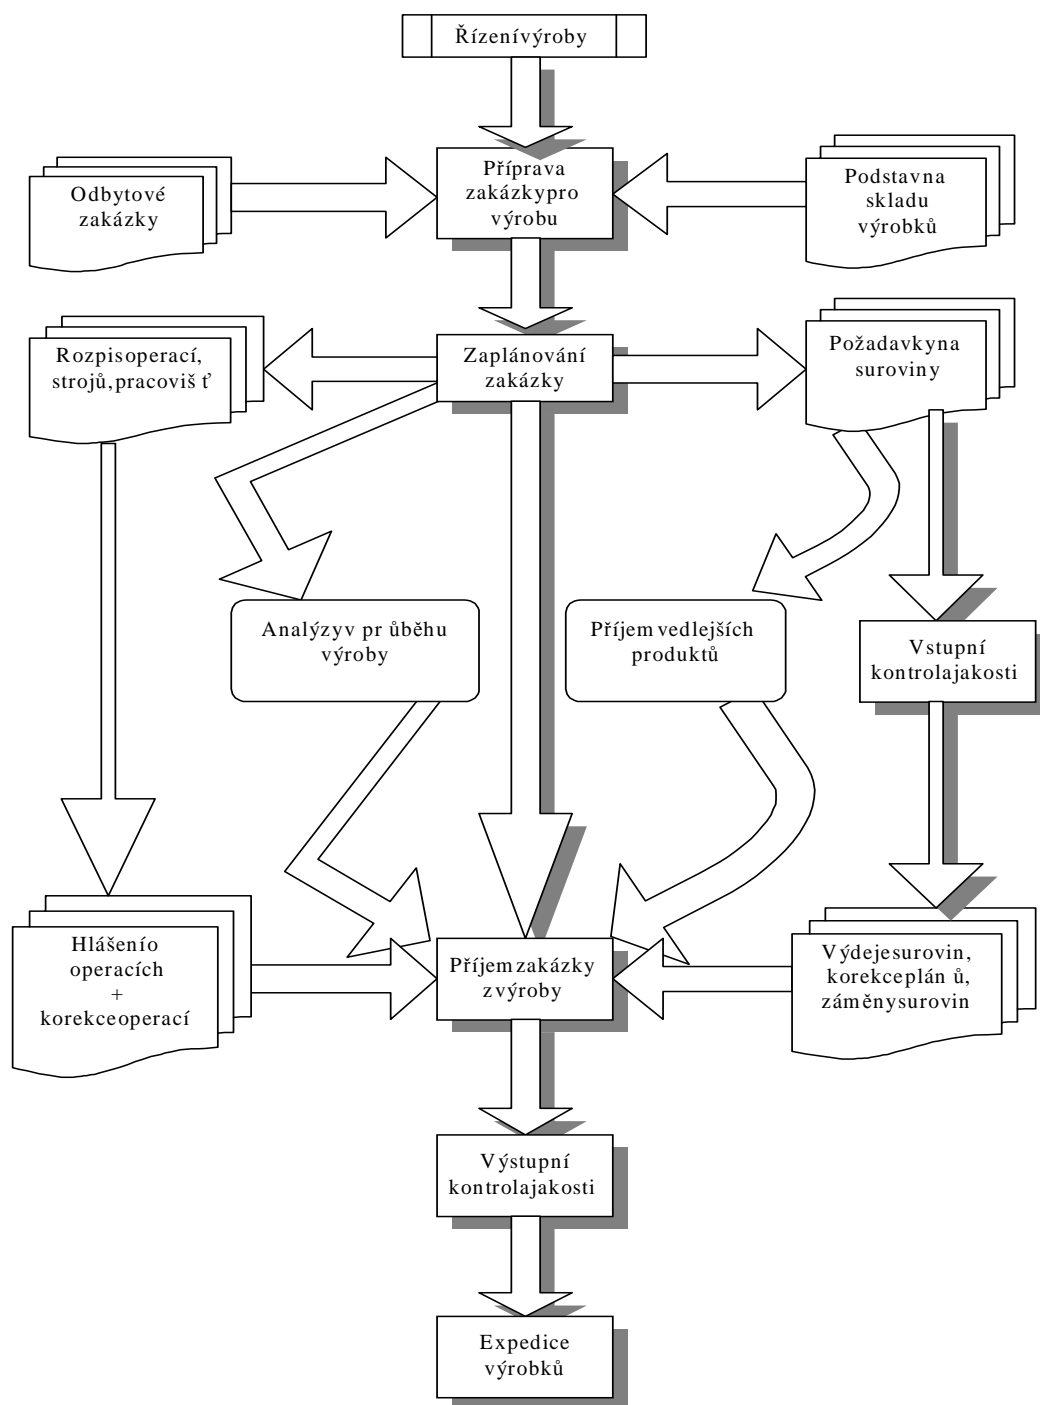 Řízenívýroby
Odbytové
zakázky
Příprava
zakázkypro
výrobu
Podstavna
skladu
výrobků
Rozpisoperací,
strojů,pracoviš ť
Zaplánování
zakázky
Požadavkyna
suroviny
Analýzyv pr ůběhu
výroby
Příjem vedlejších
produktů
Vstupní
kontrolajakosti
Hlášenío
operacích
+
korekceoperací
Příjem zakázky
zvýroby
Výdejesurovin,
korekceplán ů,
záměnysurovin
Výstupní
kontrolajakosti
Expedice
výrobků